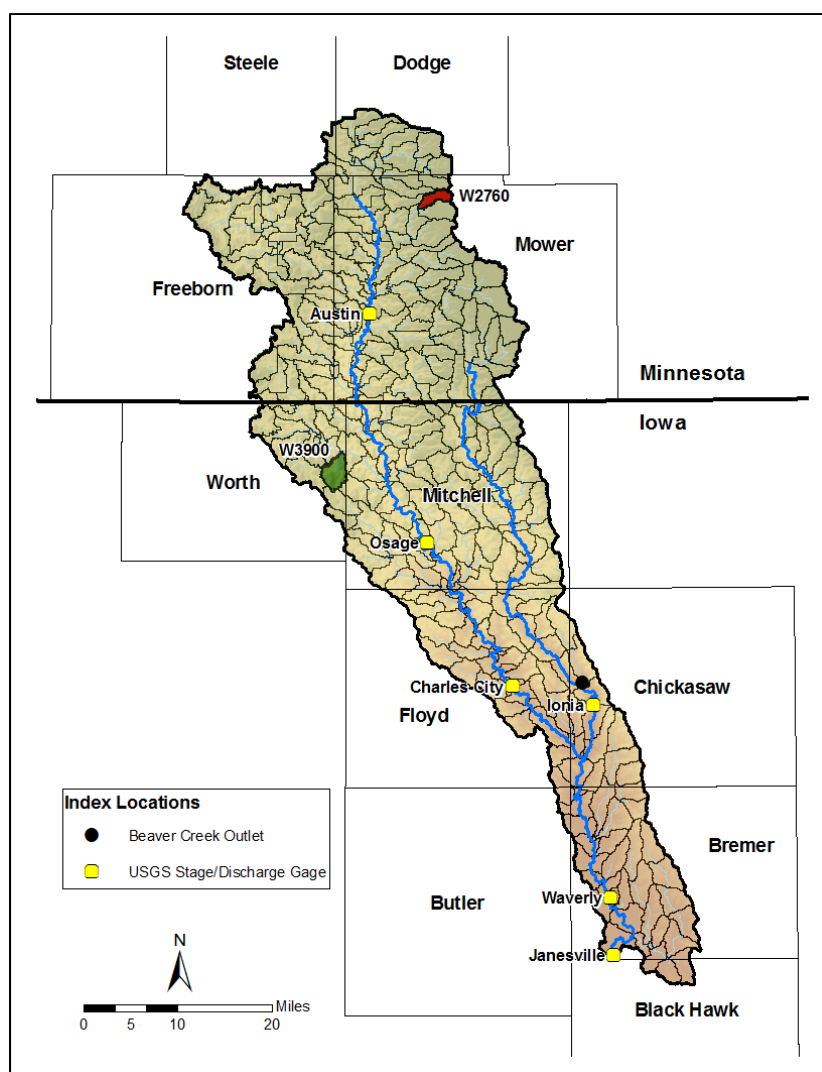 Steele
Dodge
W2760
Mower
Freeborn
Austin
Minnesota
Iowa
W3900
Worth
Mitchell
Osage
Charles City
Chickasaw
Ionia
Floyd
Index Locations
Beaver Creek Outlet
USGS Stage/Discharge Gage
Bremer
Butler
Waverly
Janesville
N
Miles
0 5 10 20
Black Hawk